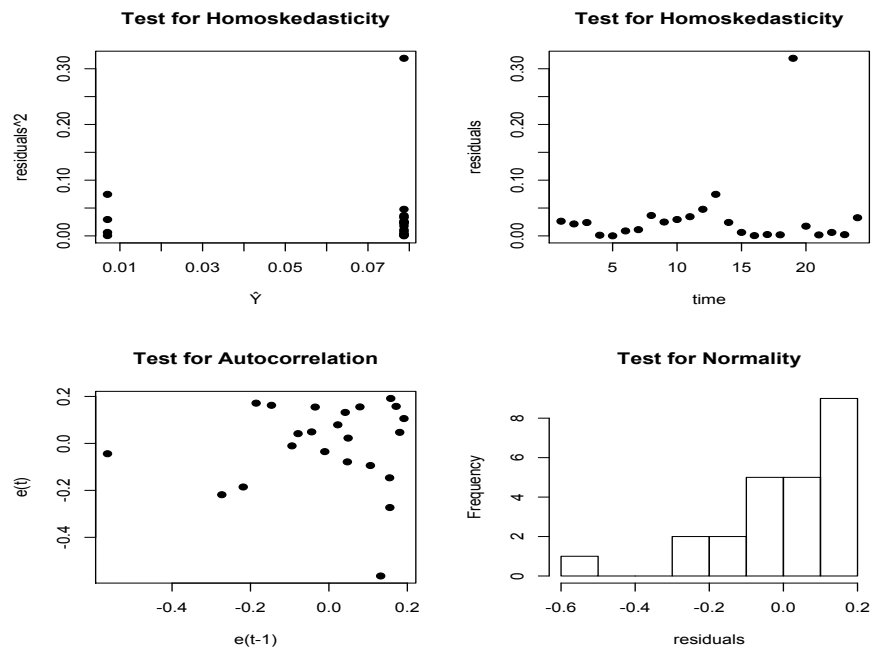 Test for Homoskedasticity
residuals^2
0.00 0.10 0.20 0.30
0.01 0.03 0.05 0.07
Ŷ
Test for Homoskedasticity
residuals
0.00 0.10 0.20 0.30
5 10 15 20
time
Test for Autocorrelation
e(t)
-0.4 -0.2 0.0 0.2
-0.4 -0.2 0.0 0.2
e(t-1)
Test for Normality
Frequency
0 2 4 6 8
-0.6 -0.4 -0.2 0.0 0.2
residuals